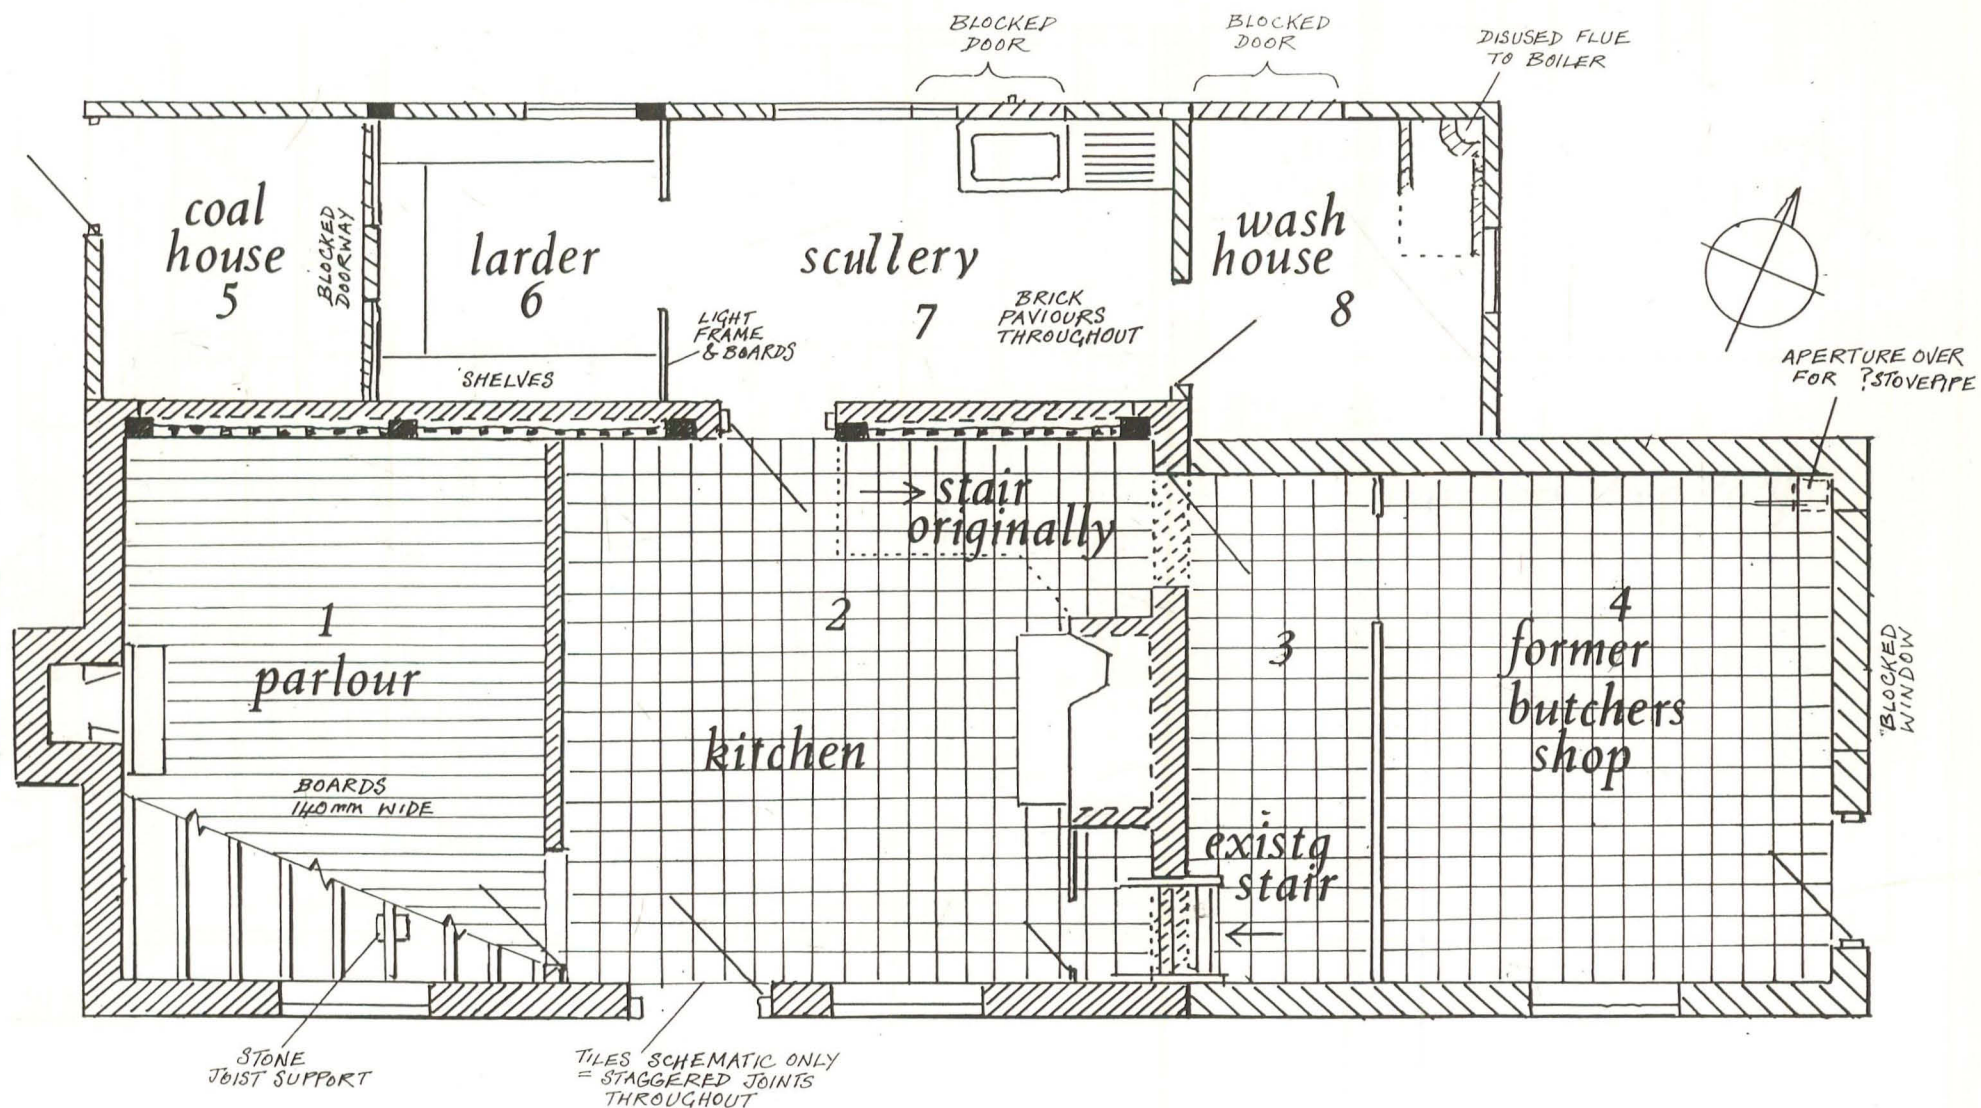 BLOCKED
DOOR
BLOCKED
DOOR
DISUSED FLUE
TO BOILER
coal
house
5
BLOCKED
DOORWAY
larder
6
SHELVES
LIGHT
FRAME
& BOARDS
scullery
7
BRICK
PAVIOURS
THROUGHOUT
wash
house
8
APERTURE OVER
FOR ?STOVEPIPE
stair
originally
1
parlour
BOARDS
140mm WIDE
2
kitchen
3
existg
stair
4
former
butchers
shop
BLOCKED
WINDOW
STONE
JOIST SUPPORT
TILES SCHEMATIC ONLY
= STAGGERED JOINTS
THROUGHOUT